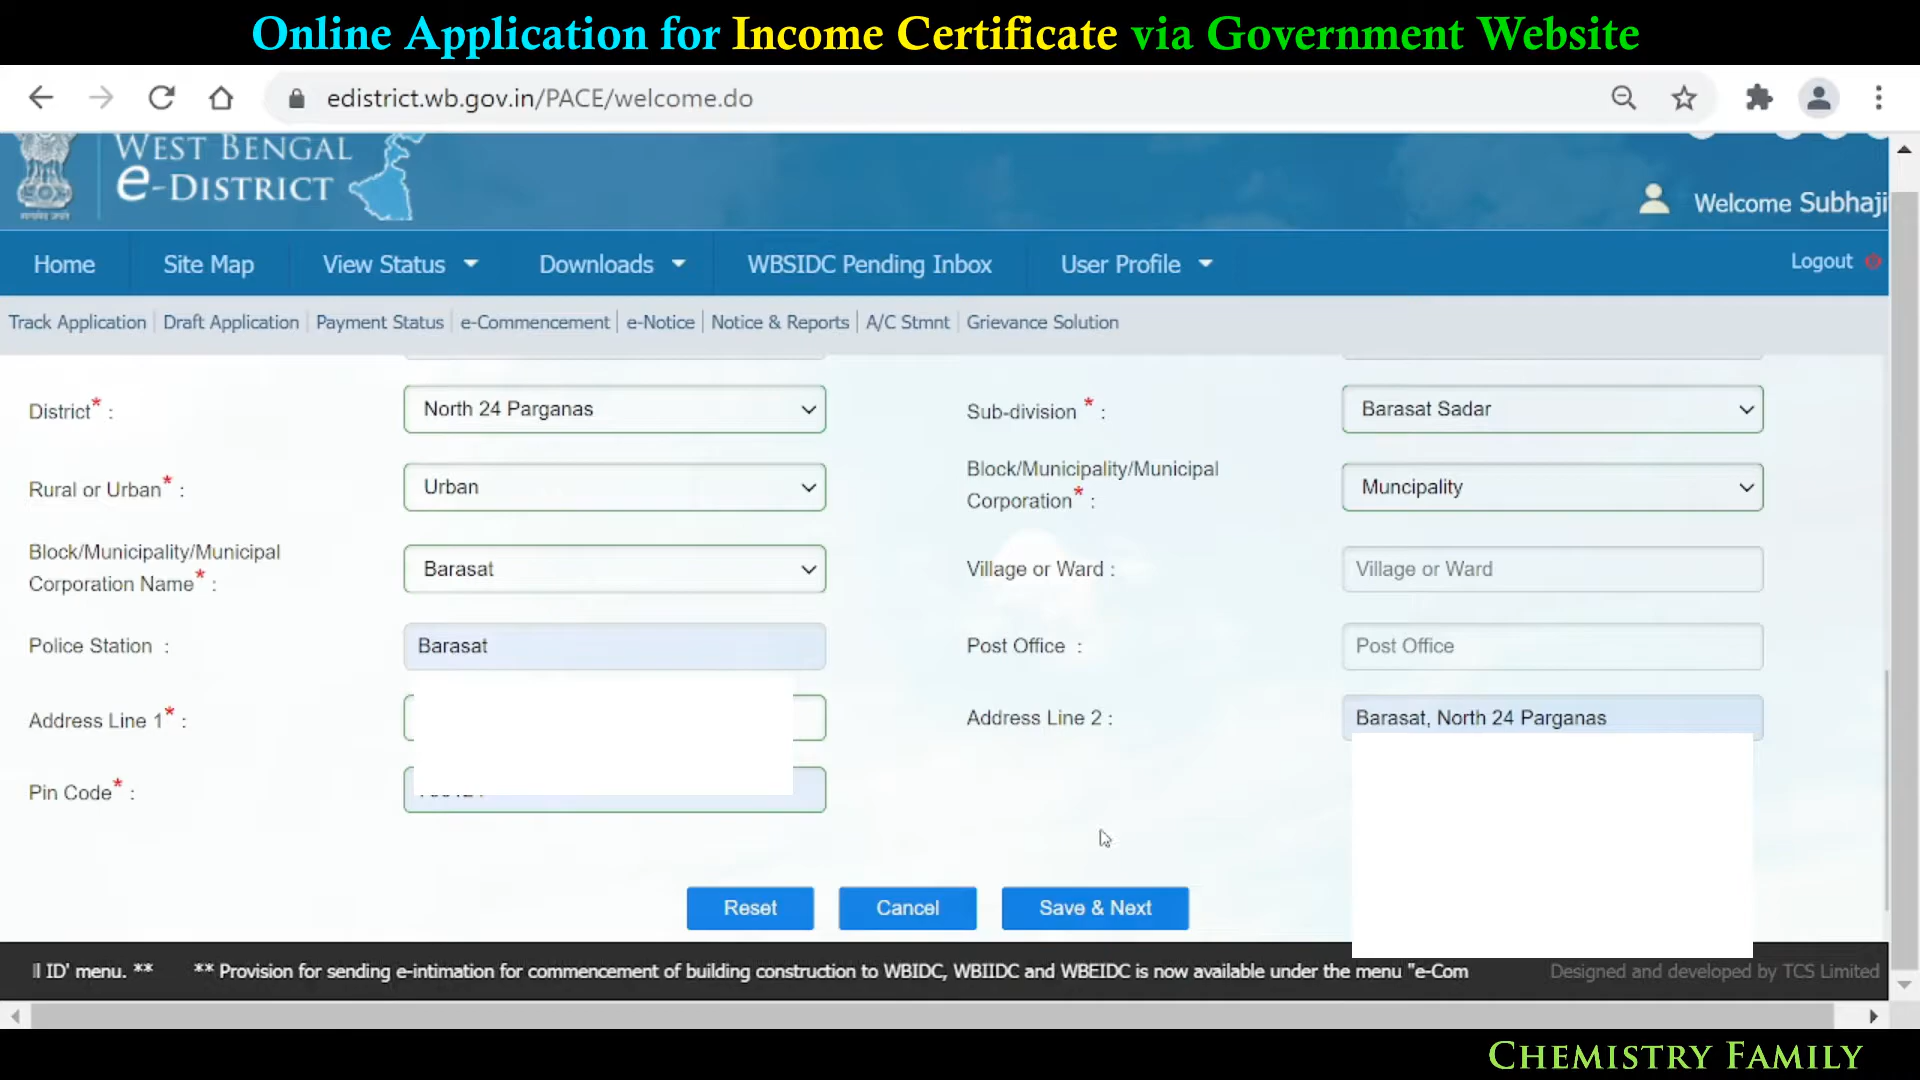 Online Application for Income Certificate via Government Website
edistrict.wb.gov.in/PACE/welcome.do
WEST BENGAL
e-DISTRICT
Welcome Subhaji
Home Site Map View Status Downloads WBSIDC Pending Inbox User Profile Logout
Track Application Draft Application Payment Status e-Commencement e-Notice Notice & Reports A/C Stmnt Grievance Solution
District* : North 24 Parganas Sub-division * : Barasat Sadar
Rural or Urban* : Urban Block/Municipality/Municipal Corporation* : Muncipality
Block/Municipality/Municipal Corporation Name* : Barasat Village or Ward : Village or Ward
Police Station : Barasat Post Office : Post Office
Address Line 1* : Address Line 2 : Barasat, North 24 Parganas
Pin Code* :
Reset Cancel Save & Next
ID' menu. ** ** Provision for sending e-intimation for commencement of building construction to WBIDC, WBIIDC and WBEIDC is now available under the menu "e-Com Designed and developed by TCS Limited
CHEMISTRY FAMILY